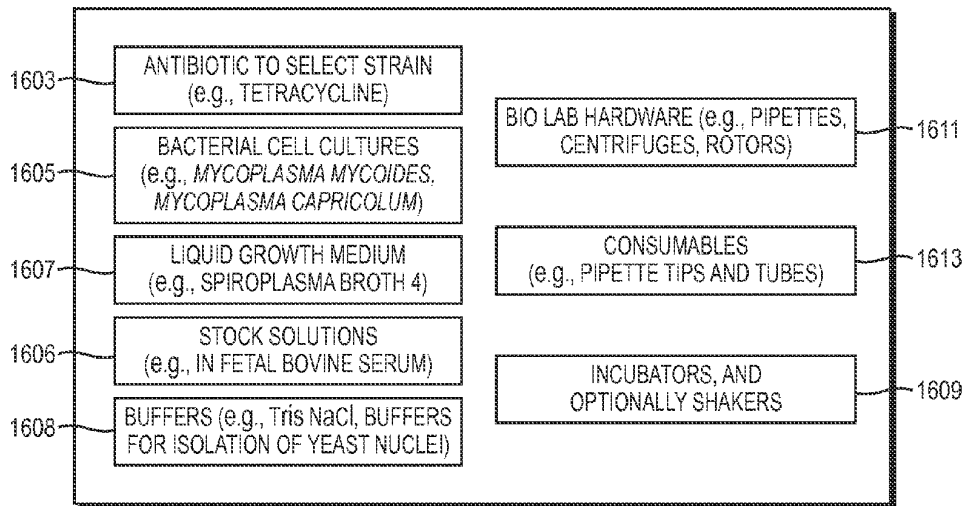 1603
ANTIBIOTIC TO SELECT STRAIN
(e.g., TETRACYCLINE)
1605
BACTERIAL CELL CULTURES
(e.g., MYCOPLASMA MYCOIDES,
MYCOPLASMA CAPRICOLUM)
1607
LIQUID GROWTH MEDIUM
(e.g., SPIROPLASMA BROTH 4)
1606
STOCK SOLUTIONS
(e.g., IN FETAL BOVINE SERUM)
1608
BUFFERS (e.g., Tris NaCl, BUFFERS
FOR ISOLATION OF YEAST NUCLEI)
BIO LAB HARDWARE (e.g., PIPETTES,
CENTRIFUGES, ROTORS)
1611
CONSUMABLES
(e.g., PIPETTE TIPS AND TUBES)
1613
INCUBATORS, AND
OPTIONALLY SHAKERS
1609